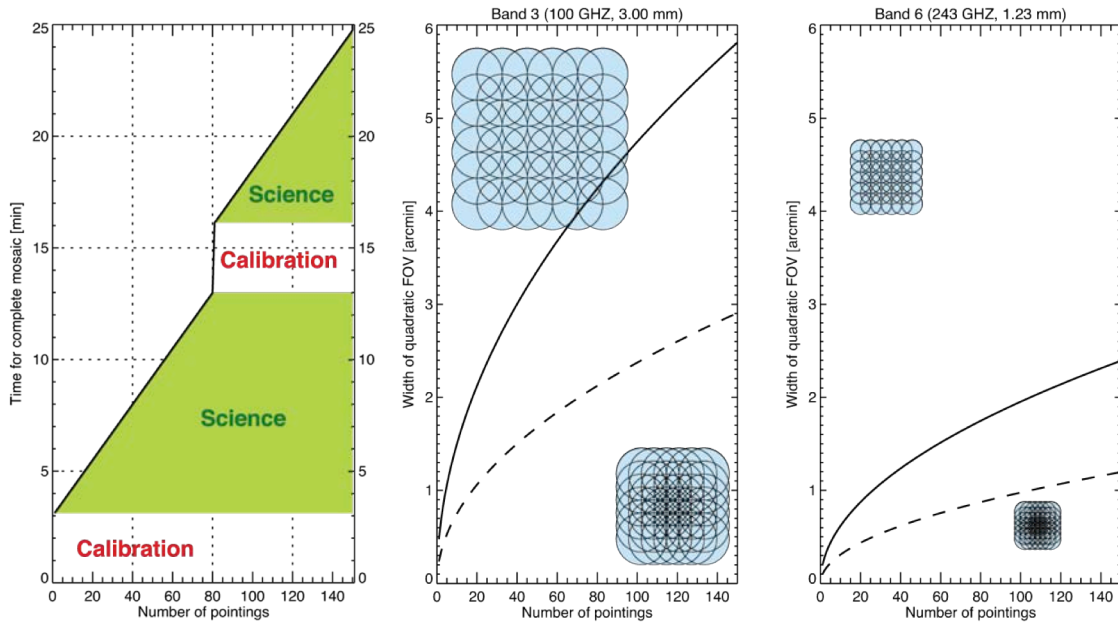 Time for complete mosaic [min]
25
20
15
10
5
0
25
20
15
10
5
0
Science
Calibration
Science
Calibration
0 20 40 60 80 100 120 140
Number of pointings
Band 3 (100 GHZ, 3.00 mm)
Width of quadratic FOV [arcmin]
6
5
4
3
2
1
0
0 20 40 60 80 100 120 140
Number of pointings
Band 6 (243 GHZ, 1.23 mm)
Width of quadratic FOV [arcmin]
6
5
4
3
2
1
0
0 20 40 60 80 100 120 140
Number of pointings